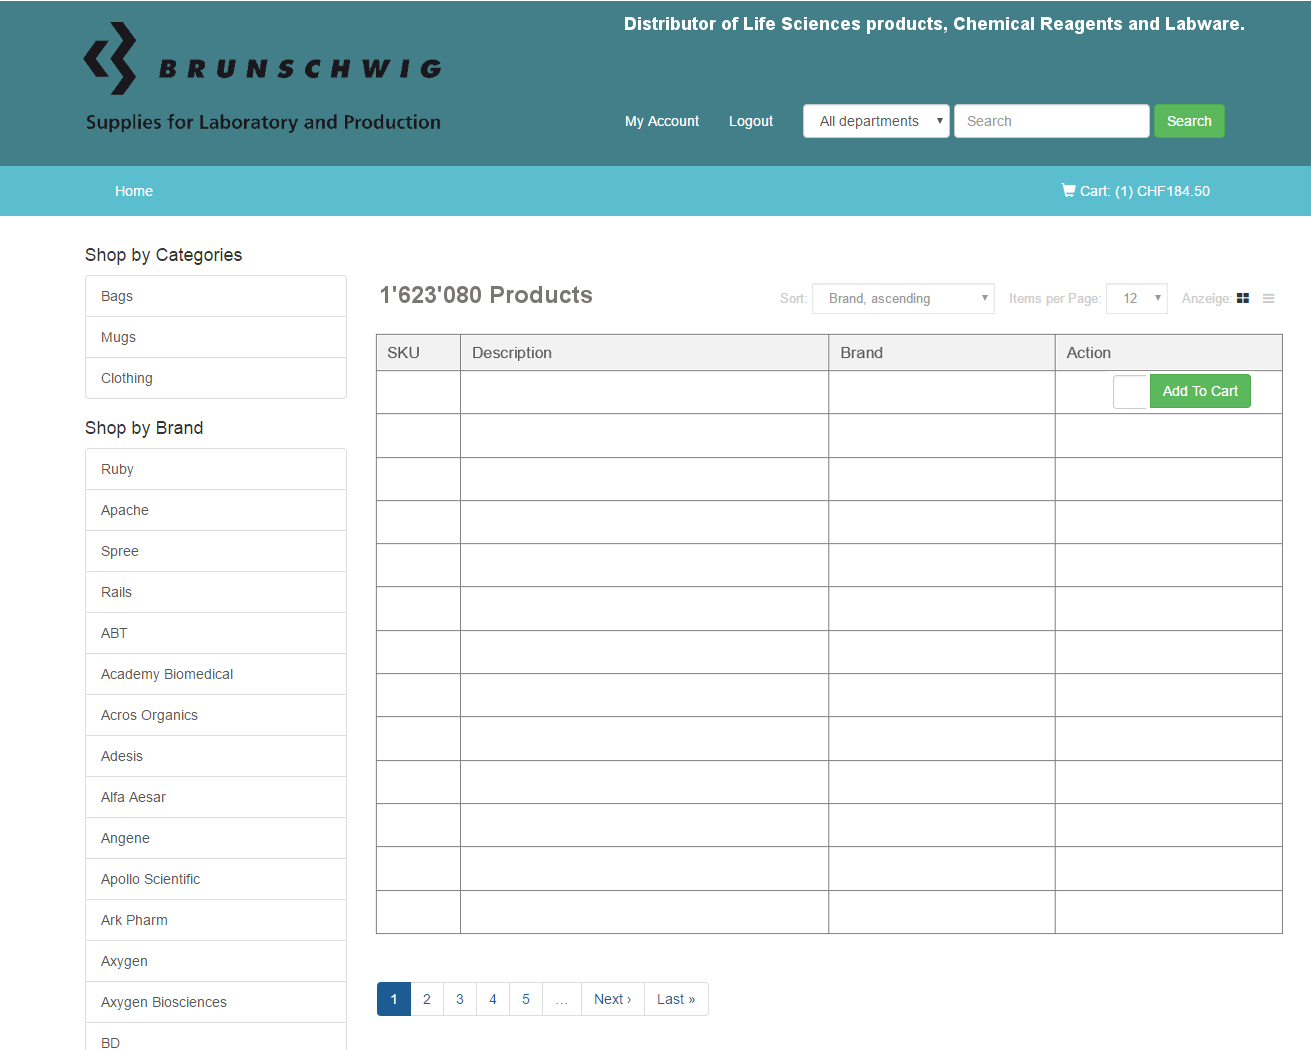 Distributor of Life Sciences products, Chemical Reagents and Labware.
BRUNSCHWIG
Supplies for Laboratory and Production
My Account Logout All departments Search Search
Home Cart: (1) CHF184.50
Shop by Categories
Bags
Mugs
Clothing
Shop by Brand
Ruby
Apache
Spree
Rails
ABT
Academy Biomedical
Acros Organics
Adesis
Alfa Aesar
Angene
Apollo Scientific
Ark Pharm
Axygen
Axygen Biosciences
BD
1'623'080 Products
Sort: Brand, ascending Items per Page: 12 Anzeige:
SKU Description Brand Action
Add To Cart
1 2 3 4 5 ... Next › Last »